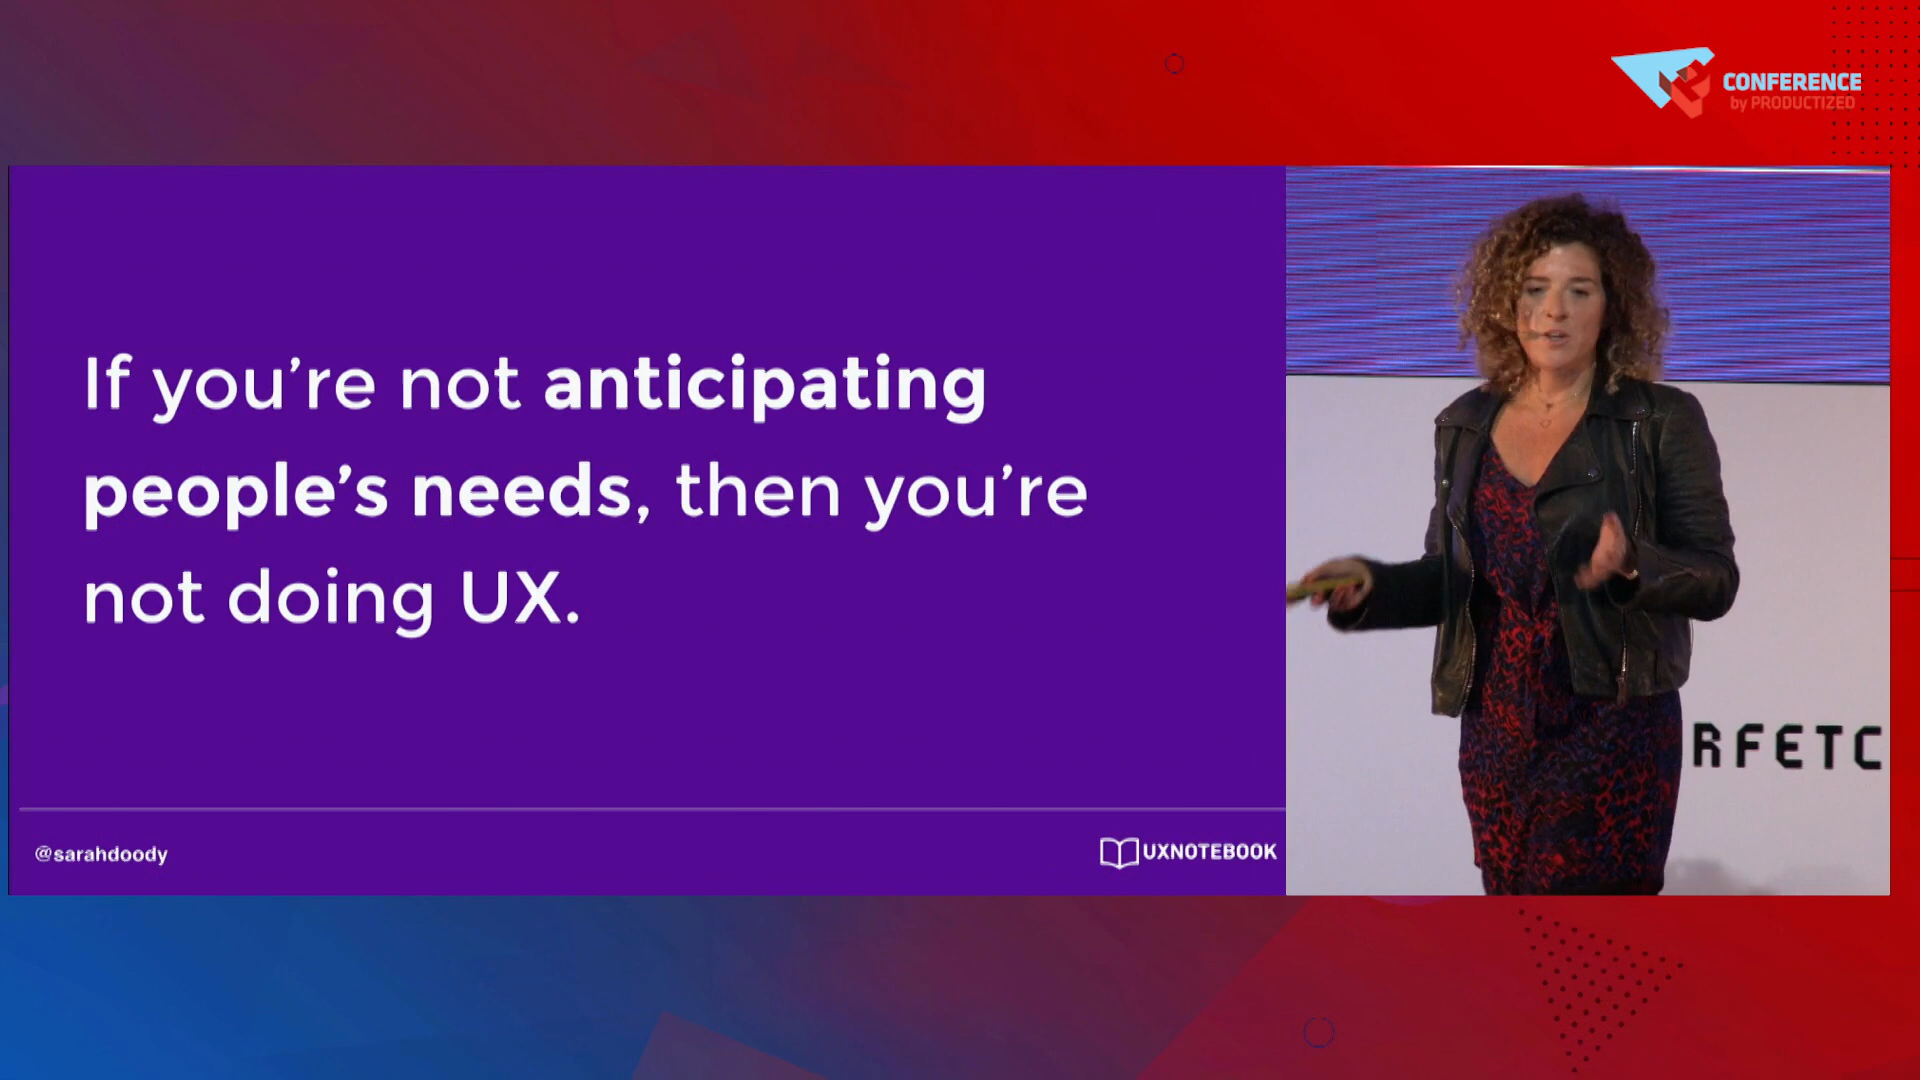 CONFERENCE
by PRODUCTIZED
If you’re not anticipating
people’s needs, then you’re
not doing UX.
RFETC
@sarahdoody
UXNOTEBOOK